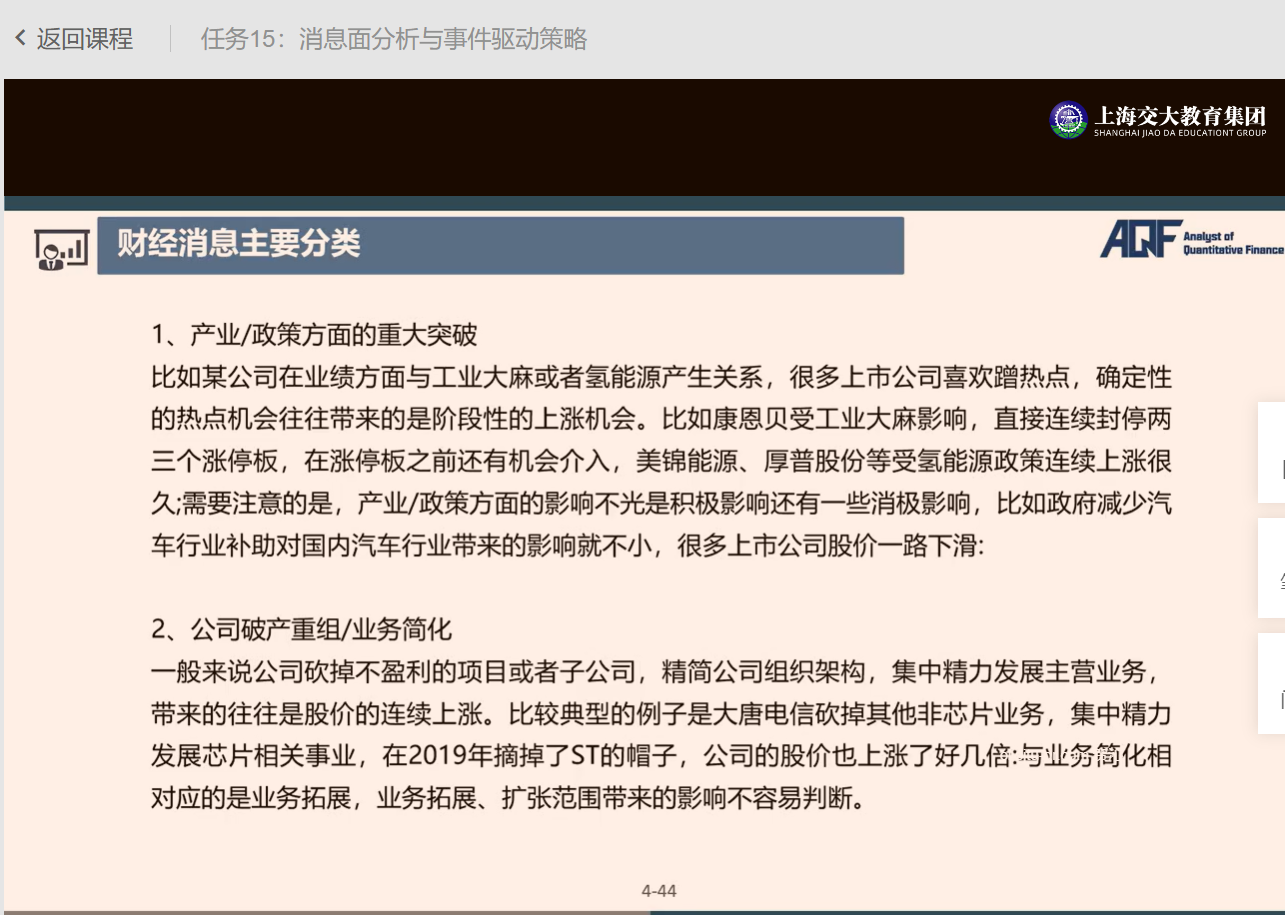 返回课程
任务15：消息面分析与事件驱动策略
上海交大教育集团
SHANGHAI JIAO DA EDUCATIONT GROUP
财经消息主要分类
AQF Analyst of
Quantitative Finance
1、产业/政策方面的重大突破
比如某公司在业绩方面与工业大麻或者氢能源产生关系，很多上市公司喜欢蹭热点，确定性
的热点机会往往带来的是阶段性的上涨机会。比如康恩贝受工业大麻影响，直接连续封停两
三个涨停板，在涨停板之前还有机会介入，美锦能源、厚普股份等受氢能源政策连续上涨很
久;需要注意的是，产业/政策方面的影响不光是积极影响还有一些消极影响，比如政府减少汽
车行业补助对国内汽车行业带来的影响就不小，很多上市公司股价一路下滑:
2、公司破产重组/业务简化
一般来说公司砍掉不盈利的项目或者子公司，精简公司组织架构，集中精力发展主营业务，
带来的往往是股价的连续上涨。比较典型的例子是大唐电信砍掉其他非芯片业务，集中精力
发展芯片相关事业，在2019年摘掉了ST的帽子，公司的股价也上涨了好几倍:与业务简化相
对应的是业务拓展，业务拓展、扩张范围带来的影响不容易判断。
4-44